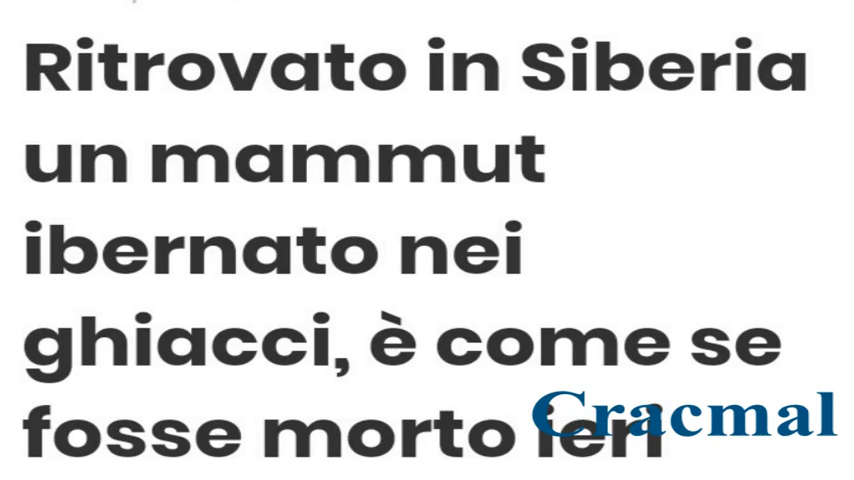 Ritrovato in Siberia
un mammut
ibernato nei
ghiacci, è come se
fosse morto ieri
Cracmal